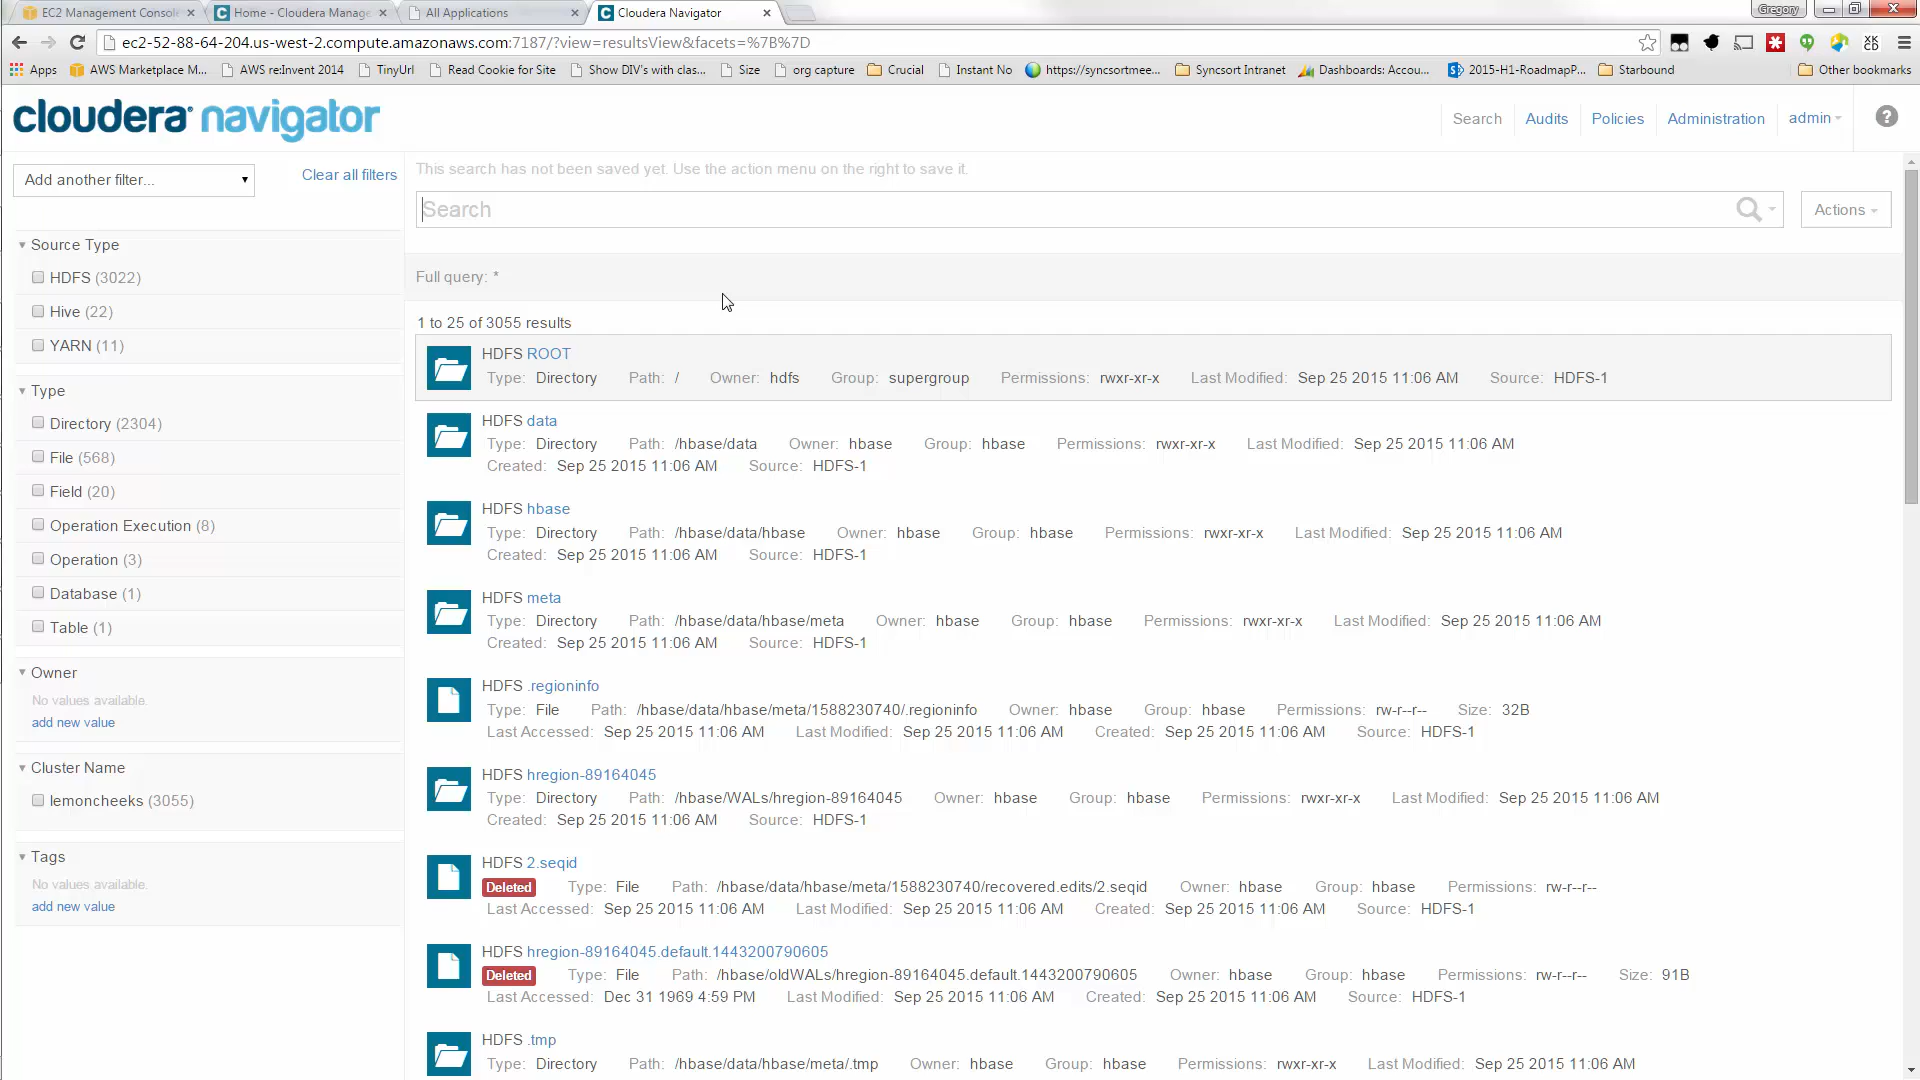 EC2 Management Consol
Home - Cloudera Manage
All Applications
Cloudera Navigator
Gregory
ec2-52-88-64-204.us-west-2.compute.amazonaws.com:7187/?view=resultsView&facets=%7B%7D
XK
CD
Apps
AWS Marketplace M...
AWS re:Invent 2014
TinyUrl
Read Cookie for Site
Show DIV's with clas...
Size
org capture
Crucial
Instant No
https://syncsortmee...
Syncsort Intranet
Dashboards: Accou...
2015-H1-RoadmapP...
Starbound
Other bookmarks
cloudera navigator
Search
Audits
Policies
Administration
admin
?
Add another filter...
Clear all filters
This search has not been saved yet. Use the action menu on the right to save it.
Search
Actions
Full query: *
Source Type
HDFS (3022)
Hive (22)
YARN (11)
Type
Directory (2304)
File (568)
Field (20)
Operation Execution (8)
Operation (3)
Database (1)
Table (1)
Owner
No values available.
add new value
Cluster Name
lemoncheeks (3055)
Tags
No values available.
add new value
1 to 25 of 3055 results
HDFS ROOT
Type: Directory Path: / Owner: hdfs Group: supergroup Permissions: rwxr-xr-x Last Modified: Sep 25 2015 11:06 AM Source: HDFS-1
HDFS data
Type: Directory Path: /hbase/data Owner: hbase Group: hbase Permissions: rwxr-xr-x Last Modified: Sep 25 2015 11:06 AM
Created: Sep 25 2015 11:06 AM Source: HDFS-1
HDFS hbase
Type: Directory Path: /hbase/data/hbase Owner: hbase Group: hbase Permissions: rwxr-xr-x Last Modified: Sep 25 2015 11:06 AM
Created: Sep 25 2015 11:06 AM Source: HDFS-1
HDFS meta
Type: Directory Path: /hbase/data/hbase/meta Owner: hbase Group: hbase Permissions: rwxr-xr-x Last Modified: Sep 25 2015 11:06 AM
Created: Sep 25 2015 11:06 AM Source: HDFS-1
HDFS .regioninfo
Type: File Path: /hbase/data/hbase/meta/1588230740/.regioninfo Owner: hbase Group: hbase Permissions: rw-r--r-- Size: 32B
Last Accessed: Sep 25 2015 11:06 AM Last Modified: Sep 25 2015 11:06 AM Created: Sep 25 2015 11:06 AM Source: HDFS-1
HDFS hregion-89164045
Type: Directory Path: /hbase/WALs/hregion-89164045 Owner: hbase Group: hbase Permissions: rwxr-xr-x Last Modified: Sep 25 2015 11:06 AM
Created: Sep 25 2015 11:06 AM Source: HDFS-1
HDFS 2.seqid
Deleted Type: File Path: /hbase/data/hbase/meta/1588230740/recovered.edits/2.seqid Owner: hbase Group: hbase Permissions: rw-r--r--
Last Accessed: Sep 25 2015 11:06 AM Last Modified: Sep 25 2015 11:06 AM Created: Sep 25 2015 11:06 AM Source: HDFS-1
HDFS hregion-89164045.default.1443200790605
Deleted Type: File Path: /hbase/oldWALs/hregion-89164045.default.1443200790605 Owner: hbase Group: hbase Permissions: rw-r--r-- Size: 91B
Last Accessed: Dec 31 1969 4:59 PM Last Modified: Sep 25 2015 11:06 AM Created: Sep 25 2015 11:06 AM Source: HDFS-1
HDFS .tmp
Type: Directory Path: /hbase/data/hbase/meta/.tmp Owner: hbase Group: hbase Permissions: rwxr-xr-x Last Modified: Sep 25 2015 11:06 AM